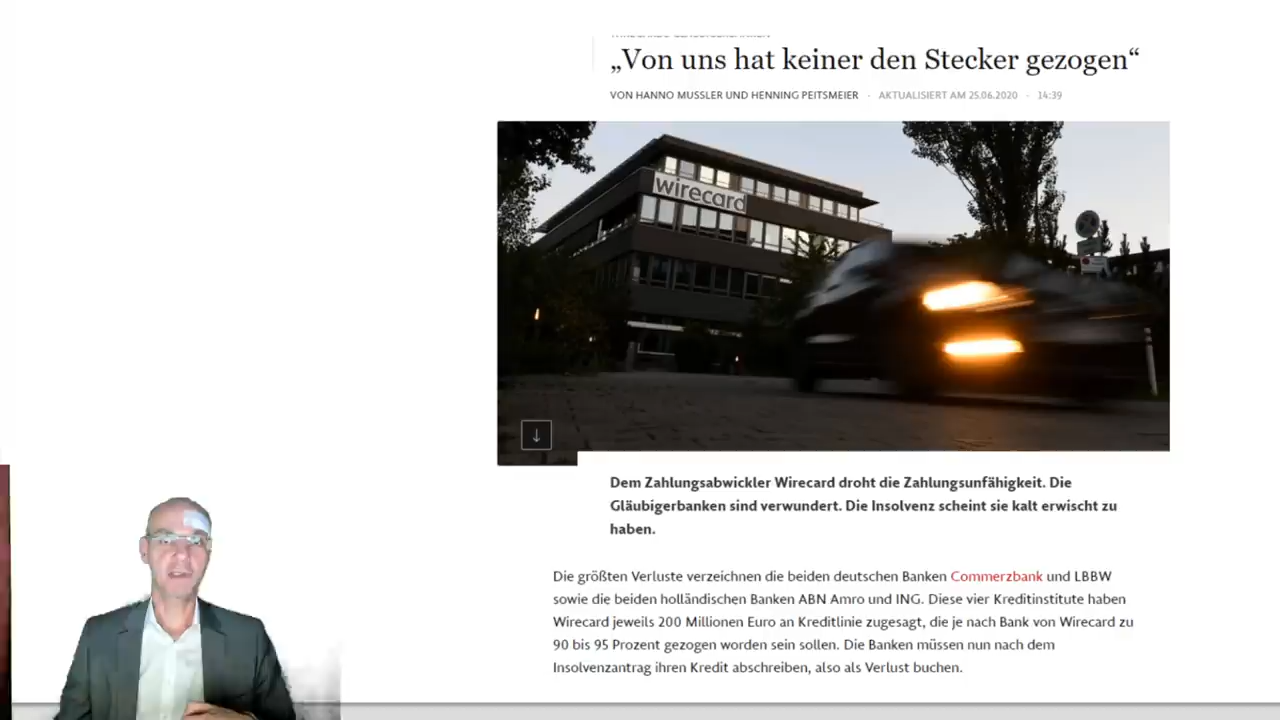 „Von uns hat keiner den Stecker gezogen“
VON HANNO MUSSLER UND HENNING PEITSMEIER - AKTUALISIERT AM 25.06.2020 - 14:39
wirecard
Dem Zahlungsabwickler Wirecard droht die Zahlungsunfähigkeit. Die
Gläubigerbanken sind verwundert. Die Insolvenz scheint sie kalt erwischt zu
haben.
Die größten Verluste verzeichnen die beiden deutschen Banken Commerzbank und LBBW
sowie die beiden holländischen Banken ABN Amro und ING. Diese vier Kreditinstitute haben
Wirecard jeweils 200 Millionen Euro an Kreditlinie zugesagt, die je nach Bank von Wirecard zu
90 bis 95 Prozent gezogen worden sein sollen. Die Banken müssen nun nach dem
Insolvenzantrag ihren Kredit abschreiben, also als Verlust buchen.